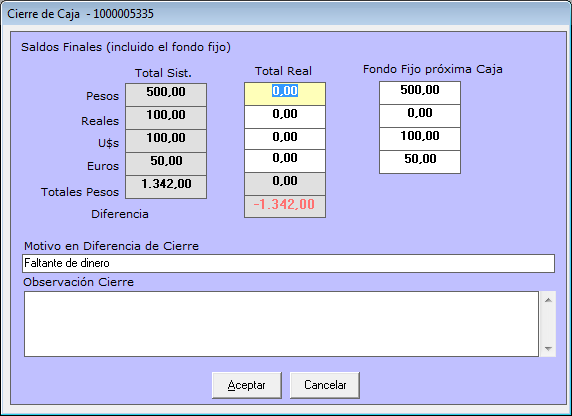 Cierre de Caja - 1000005335
Saldos Finales (incluido el fondo fijo)
Total Sist. Total Real Fondo Fijo próxima Caja
Pesos 500,00 0,00 500,00
Reales 100,00 0,00 0,00
U$s 100,00 0,00 100,00
Euros 50,00 0,00 50,00
Totales Pesos 1.342,00 0,00
Diferencia -1.342,00
Motivo en Diferencia de Cierre
Faltante de dinero
Observación Cierre
Aceptar Cancelar